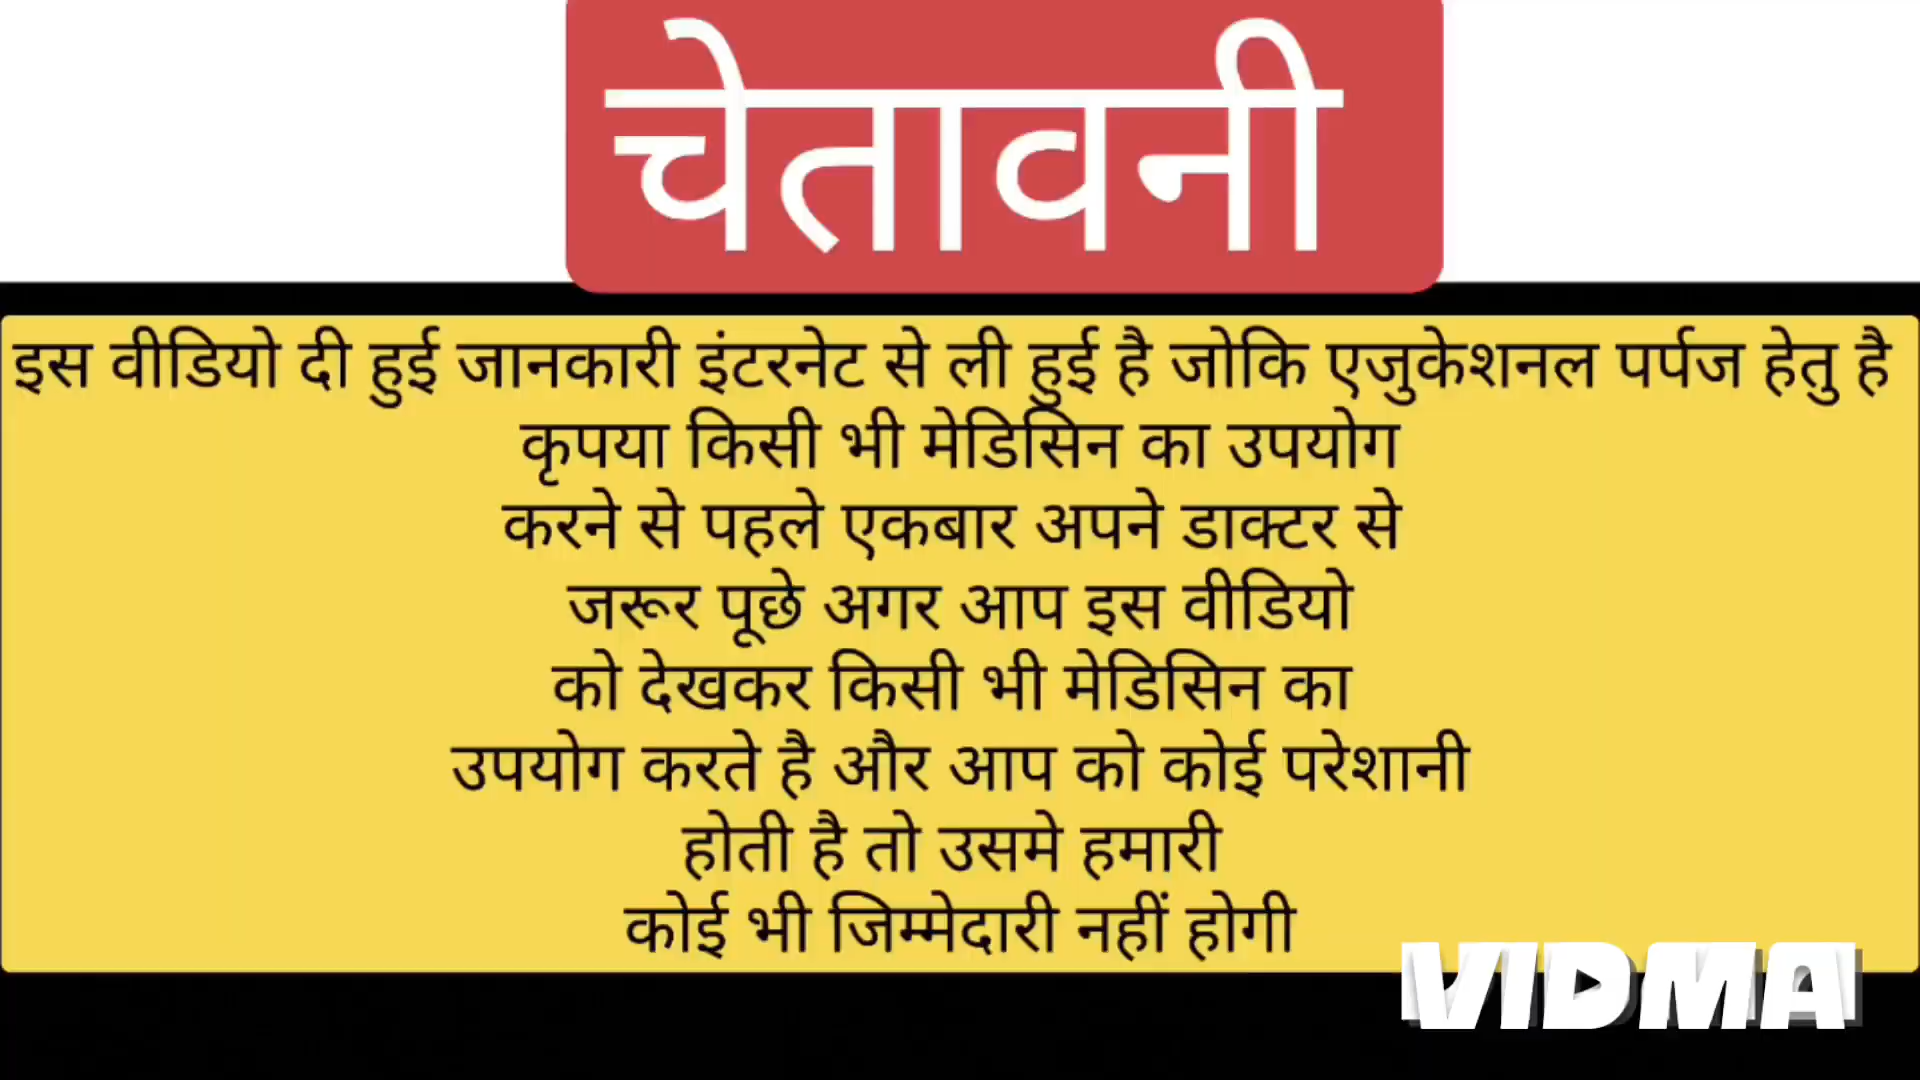 चेतावनी
इस वीडियो दी हुई जानकारी इंटरनेट से ली हुई है जोकि एजुकेशनल पर्पज हेतु है
कृपया किसी भी मेडिसिन का उपयोग
करने से पहले एकबार अपने डाक्टर से
जरूर पूछे अगर आप इस वीडियो
को देखकर किसी भी मेडिसिन का
उपयोग करते है और आप को कोई परेशानी
होती है तो उसमे हमारी
कोई भी जिम्मेदारी नहीं होगी
VIDMA